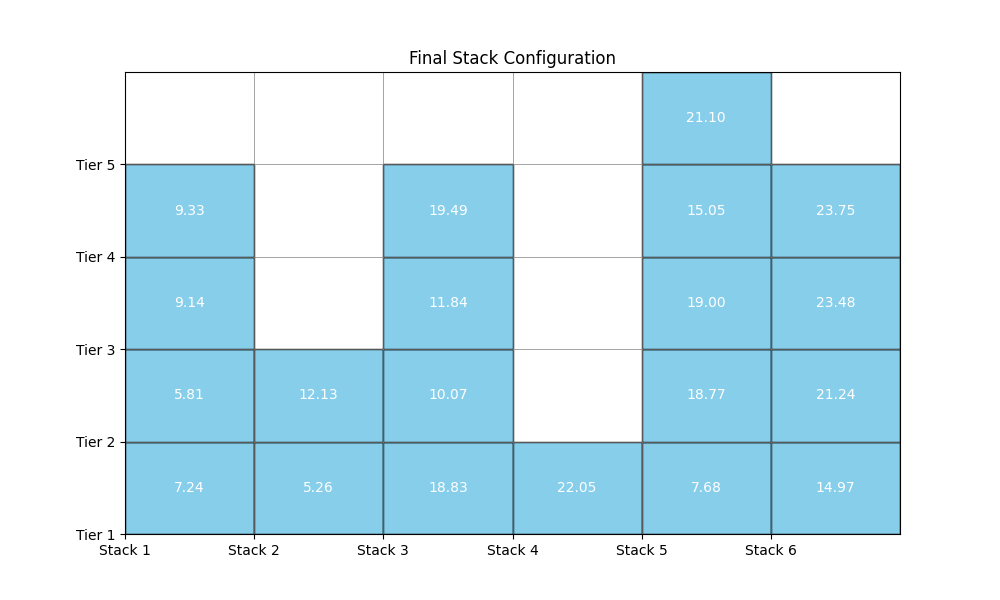 Final Stack Configuration
21.10
Tier 5
9.33 19.49 15.05 23.75
Tier 4
9.14 11.84 19.00 23.48
Tier 3
5.81 12.13 10.07 18.77 21.24
Tier 2
7.24 5.26 18.83 22.05 7.68 14.97
Tier 1
Stack 1 Stack 2 Stack 3 Stack 4 Stack 5 Stack 6